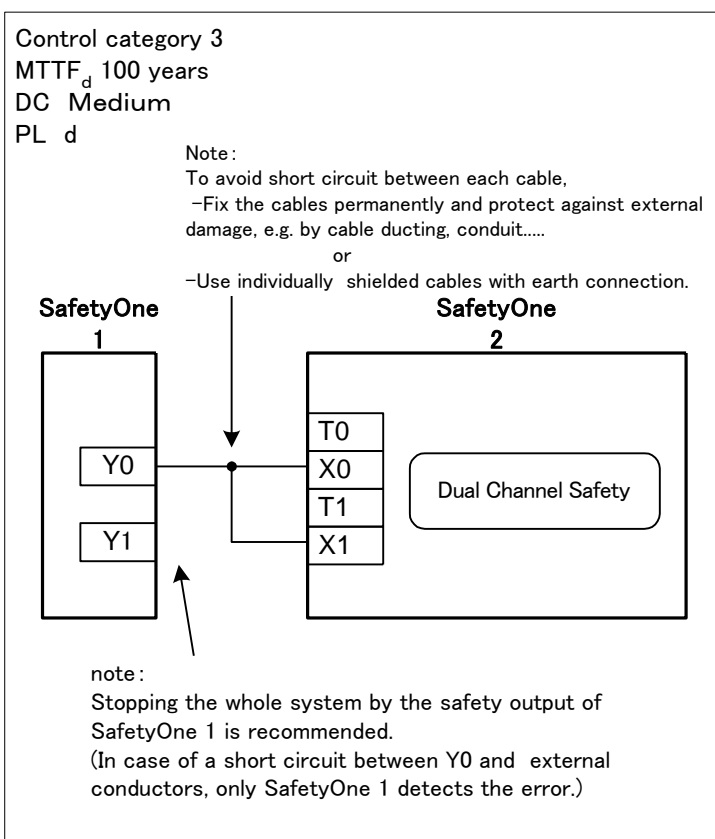 Control category 3
MTTFd 100 years
DC Medium
PL d
Note:
To avoid short circuit between each cable,
-Fix the cables permanently and protect against external
damage, e.g. by cable ducting, conduit.....
or
-Use individually shielded cables with earth connection.
SafetyOne
1
SafetyOne
2
Y0
Y1
T0
X0
T1
X1
Dual Channel Safety
note:
Stopping the whole system by the safety output of
SafetyOne 1 is recommended.
(In case of a short circuit between Y0 and external
conductors, only SafetyOne 1 detects the error.)